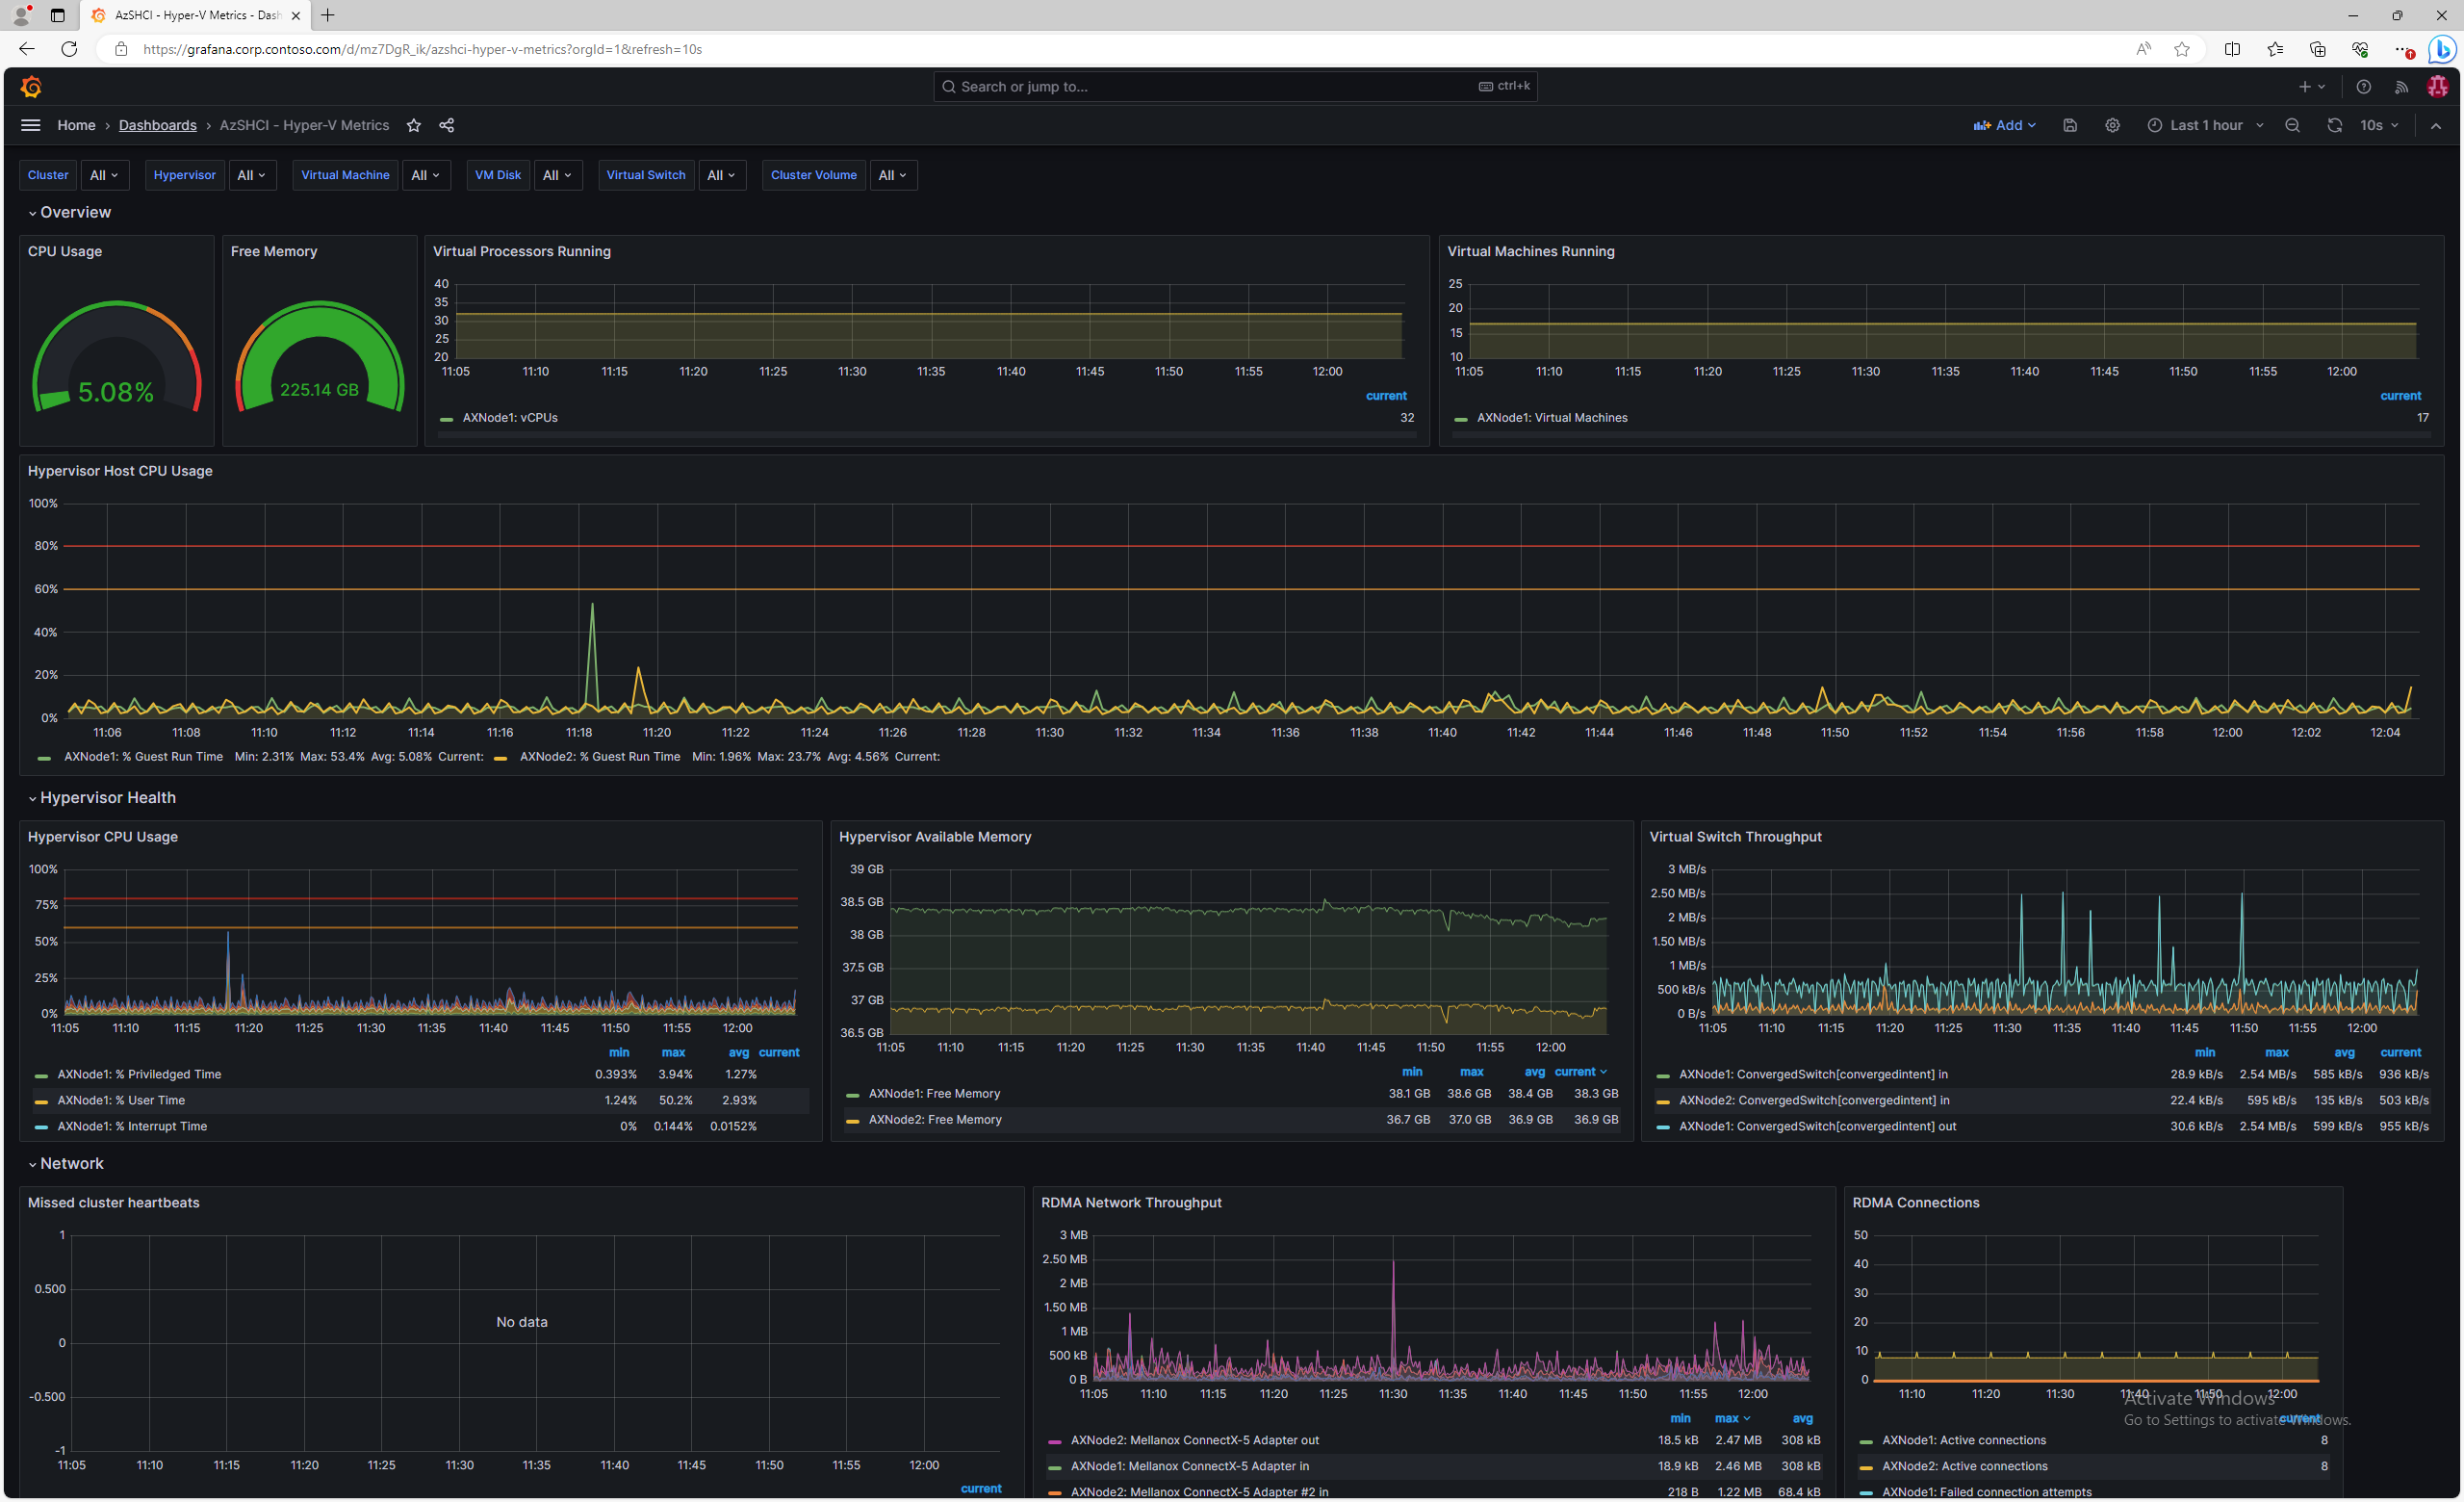 AzSHCI - Hyper-V Metrics - Dash
https://grafana.corp.contoso.com/d/mz7DgR_ik/azshci-hyper-v-metrics?orgId=1&refresh=10s
Search or jump to... ctrl+k
Home › Dashboards › AzSHCI - Hyper-V Metrics Add Last 1 hour 10s
Cluster All Hypervisor All Virtual Machine All VM Disk All Virtual Switch All Cluster Volume All
Overview
CPU Usage
5.08%
Free Memory
225.14 GB
Virtual Processors Running
40
35
30
25
20
11:05 11:10 11:15 11:20 11:25 11:30 11:35 11:40 11:45 11:50 11:55 12:00
current
AXNode1: vCPUs 32
Virtual Machines Running
25
20
15
10
11:05 11:10 11:15 11:20 11:25 11:30 11:35 11:40 11:45 11:50 11:55 12:00
current
AXNode1: Virtual Machines 17
Hypervisor Host CPU Usage
100%
80%
60%
40%
20%
0%
11:06 11:08 11:10 11:12 11:14 11:16 11:18 11:20 11:22 11:24 11:26 11:28 11:30 11:32 11:34 11:36 11:38 11:40 11:42 11:44 11:46 11:48 11:50 11:52 11:54 11:56 11:58 12:00 12:02 12:04
AXNode1: % Guest Run Time Min: 2.31% Max: 53.4% Avg: 5.08% Current: AXNode2: % Guest Run Time Min: 1.96% Max: 23.7% Avg: 4.56% Current:
Hypervisor Health
Hypervisor CPU Usage
100%
75%
50%
25%
0%
11:05 11:10 11:15 11:20 11:25 11:30 11:35 11:40 11:45 11:50 11:55 12:00
min max avg current
AXNode1: % Priviledged Time 0.393% 3.94% 1.27%
AXNode1: % User Time 1.24% 50.2% 2.93%
AXNode1: % Interrupt Time 0% 0.144% 0.0152%
Hypervisor Available Memory
39 GB
38.5 GB
38 GB
37.5 GB
37 GB
36.5 GB
11:05 11:10 11:15 11:20 11:25 11:30 11:35 11:40 11:45 11:50 11:55 12:00
min max avg current
AXNode1: Free Memory 38.1 GB 38.6 GB 38.4 GB 38.3 GB
AXNode2: Free Memory 36.7 GB 37.0 GB 36.9 GB 36.9 GB
Virtual Switch Throughput
3 MB/s
2.50 MB/s
2 MB/s
1.50 MB/s
1 MB/s
500 kB/s
0 B/s
11:05 11:10 11:15 11:20 11:25 11:30 11:35 11:40 11:45 11:50 11:55 12:00
min max avg current
AXNode1: ConvergedSwitch[convergedintent] in 28.9 kB/s 2.54 MB/s 585 kB/s 936 kB/s
AXNode2: ConvergedSwitch[convergedintent] in 22.4 kB/s 595 kB/s 135 kB/s 503 kB/s
AXNode1: ConvergedSwitch[convergedintent] out 30.6 kB/s 2.54 MB/s 599 kB/s 955 kB/s
Network
Missed cluster heartbeats
1
0.500
0
-0.500
-1
No data
11:05 11:10 11:15 11:20 11:25 11:30 11:35 11:40 11:45 11:50 11:55 12:00
current
RDMA Network Throughput
3 MB
2.50 MB
2 MB
1.50 MB
1 MB
500 kB
0 B
11:05 11:10 11:15 11:20 11:25 11:30 11:35 11:40 11:45 11:50 11:55 12:00
min max avg
AXNode2: Mellanox ConnectX-5 Adapter out 18.5 kB 2.47 MB 308 kB
AXNode1: Mellanox ConnectX-5 Adapter in 18.9 kB 2.46 MB 308 kB
AXNode2: Mellanox ConnectX-5 Adapter #2 in 218 B 1.22 MB 68.4 kB
RDMA Connections
50
40
30
20
10
0
11:10 11:20 11:30 11:40 11:50 12:00
Activate Windows
Go to Settings to activate Windows.
current
AXNode1: Active connections 8
AXNode2: Active connections 8
AXNode1: Failed connection attempts